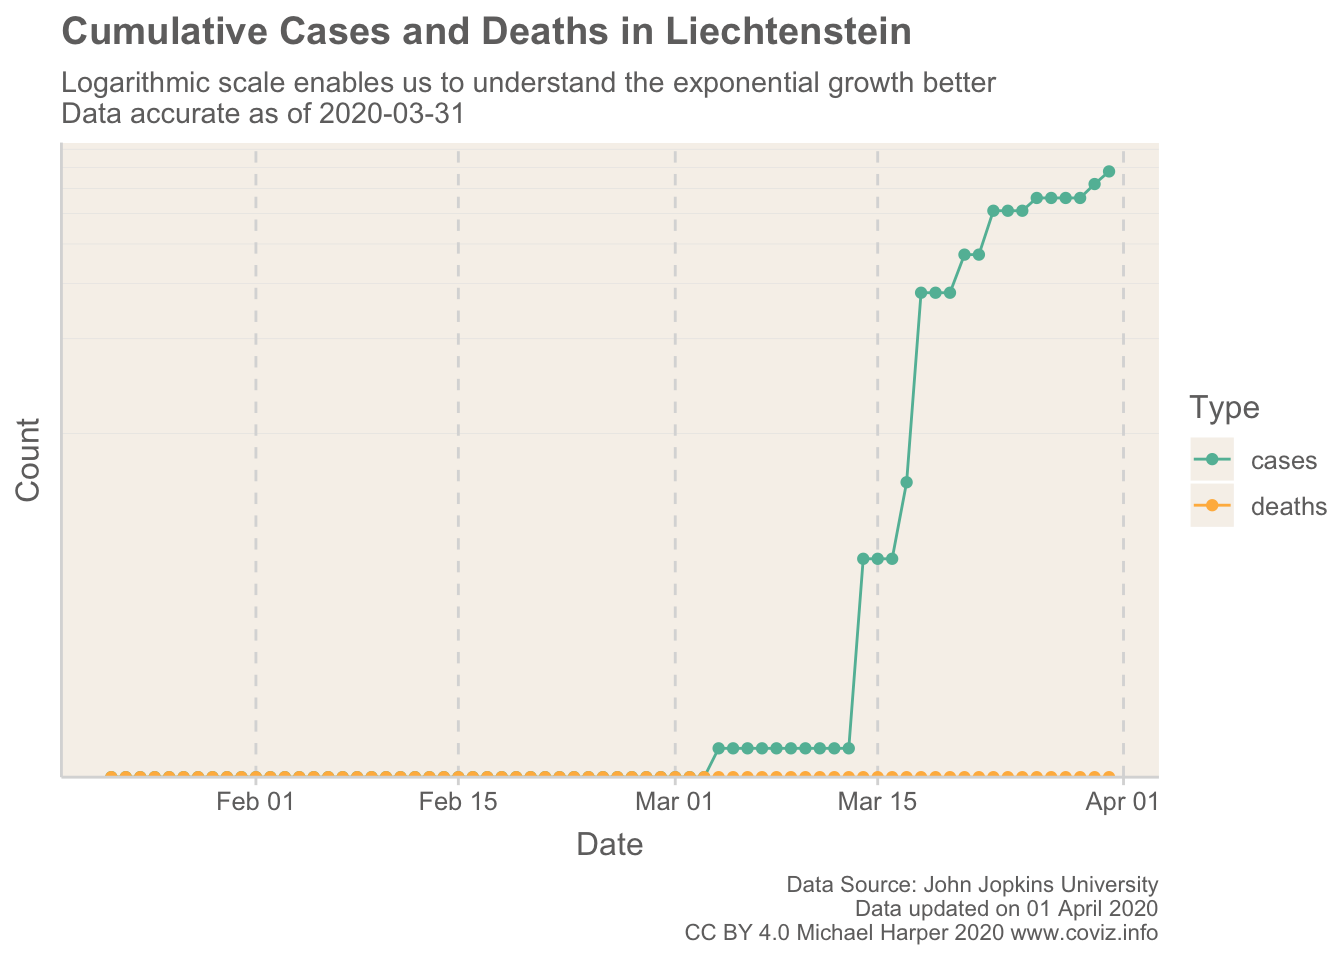 Cumulative Cases and Deaths in Liechtenstein
Logarithmic scale enables us to understand the exponential growth better
Data accurate as of 2020-03-31
Count
Type
cases
deaths
Feb 01
Feb 15
Mar 01
Mar 15
Apr 01
Date
Data Source: John Jopkins University
Data updated on 01 April 2020
CC BY 4.0 Michael Harper 2020 www.coviz.info